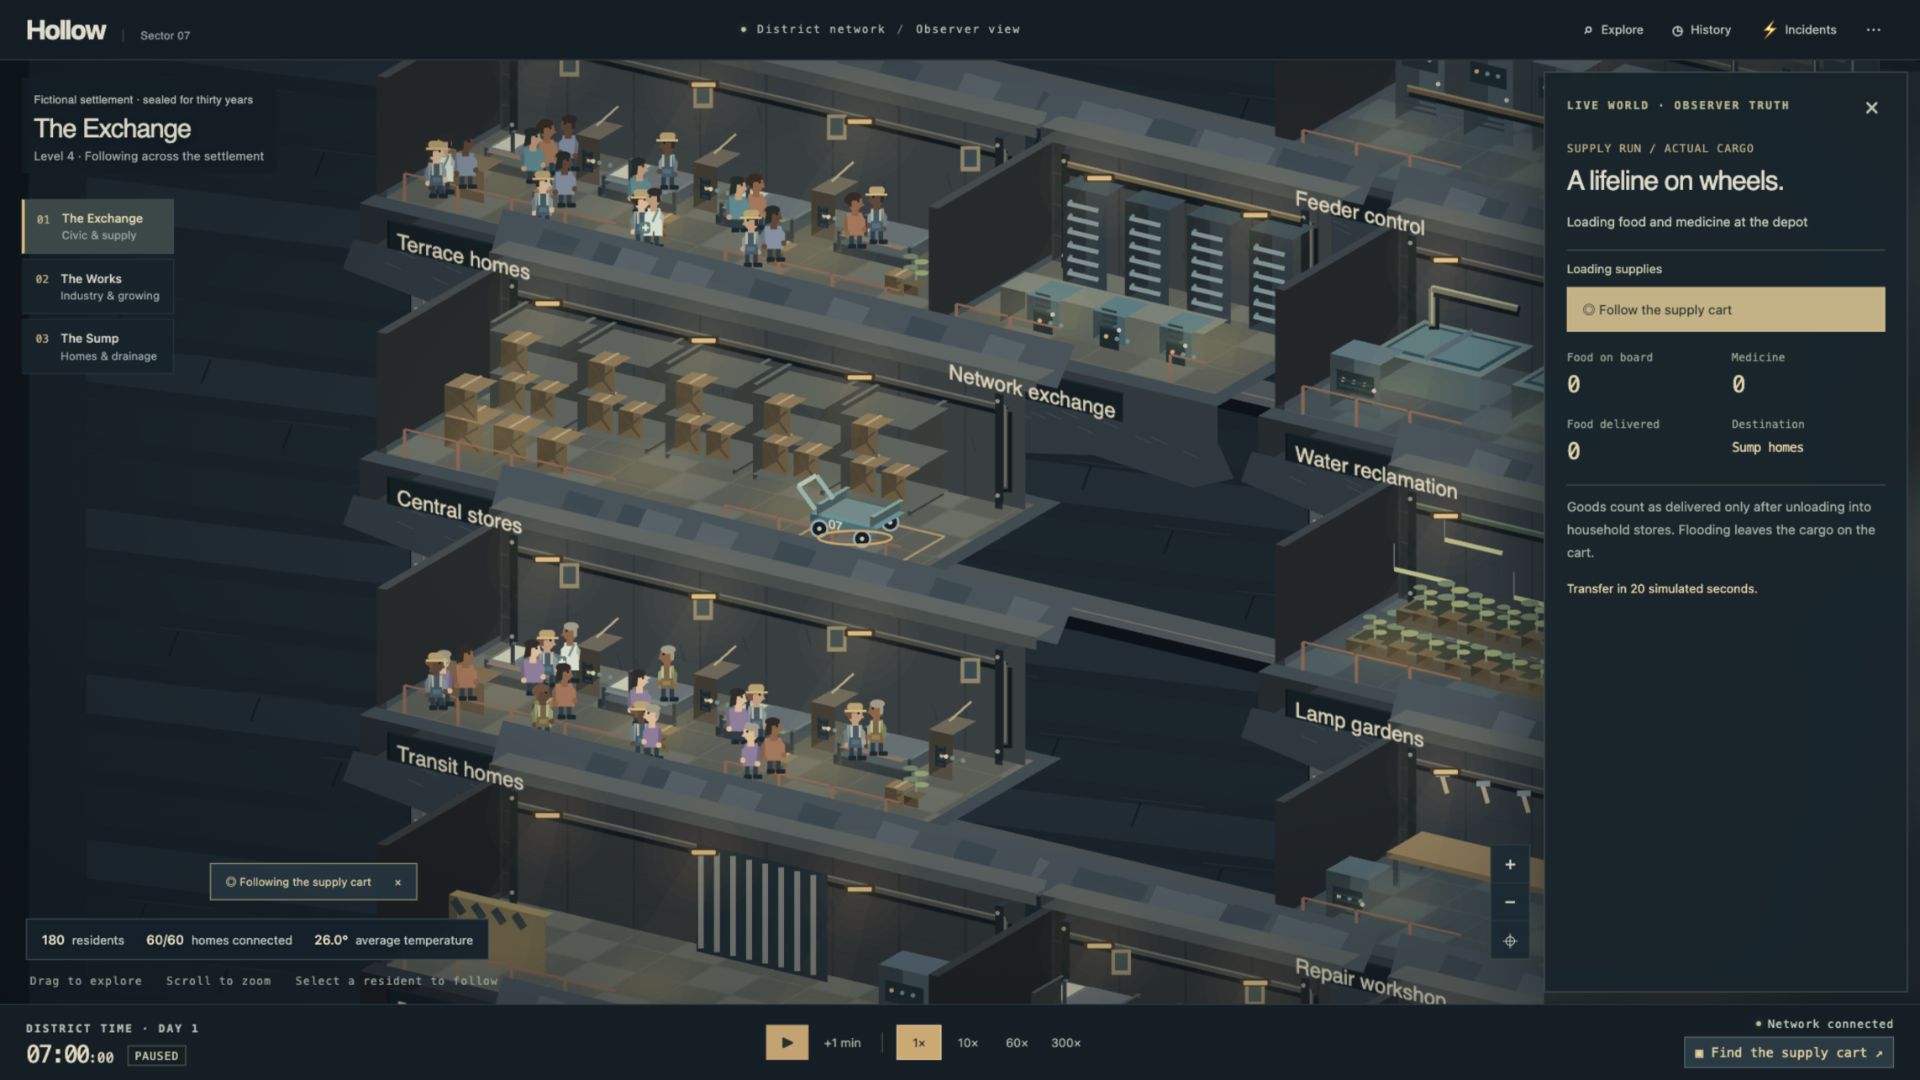 Hollow
Sector 07
District network / Observer view
Explore
History
Incidents
Fictional settlement · sealed for thirty years
The Exchange
Level 4 · Following across the settlement
01 The Exchange
Civic & supply
02 The Works
Industry & growing
03 The Sump
Homes & drainage
Terrace homes
Feeder control
Network exchange
Central stores
07
Water reclamation
Transit homes
Lamp gardens
Repair workshop
LIVE WORLD · OBSERVER TRUTH
SUPPLY RUN / ACTUAL CARGO
A lifeline on wheels.
Loading food and medicine at the depot
Loading supplies
Follow the supply cart
Food on board
Medicine
0
0
Food delivered
Destination
0
Sump homes
Goods count as delivered only after unloading into
household stores. Flooding leaves the cargo on the
cart.
Transfer in 20 simulated seconds.
Following the supply cart ×
180 residents 60/60 homes connected 26.0° average temperature
Drag to explore Scroll to zoom Select a resident to follow
DISTRICT TIME · DAY 1
07:00:00 PAUSED
+1 min
1×
10×
60×
300×
Network connected
Find the supply cart ↗